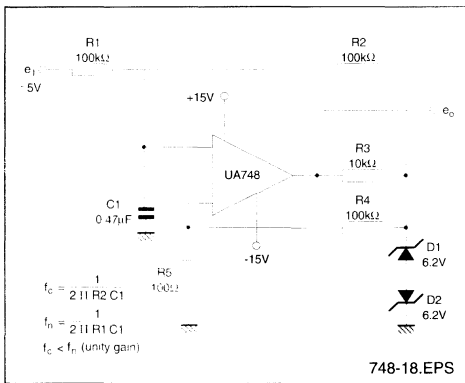 R1
100kΩ
R2
100kΩ
e1
5V
+15V
eo
R3
10kΩ
UA748
R4
100kΩ
C1
0.47µF
-15V
D1
6.2V
R5
100Ω
fc = 1 / 2 Π R2 C1
fn = 1 / 2 Π R1 C1
fc < fn (unity gain)
D2
6.2V
748-18.EPS